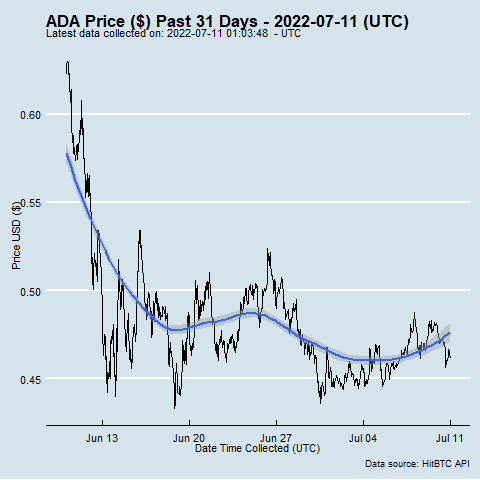 ADA Price ($) Past 31 Days - 2022-07-11 (UTC)
Latest data collected on: 2022-07-11 01:03:48 - UTC
0.60
0.55
0.50
0.45
Price USD ($)
Jun 13
Jun 20
Jun 27
Jul 04
Jul 11
Date Time Collected (UTC)
Data source: HitBTC API